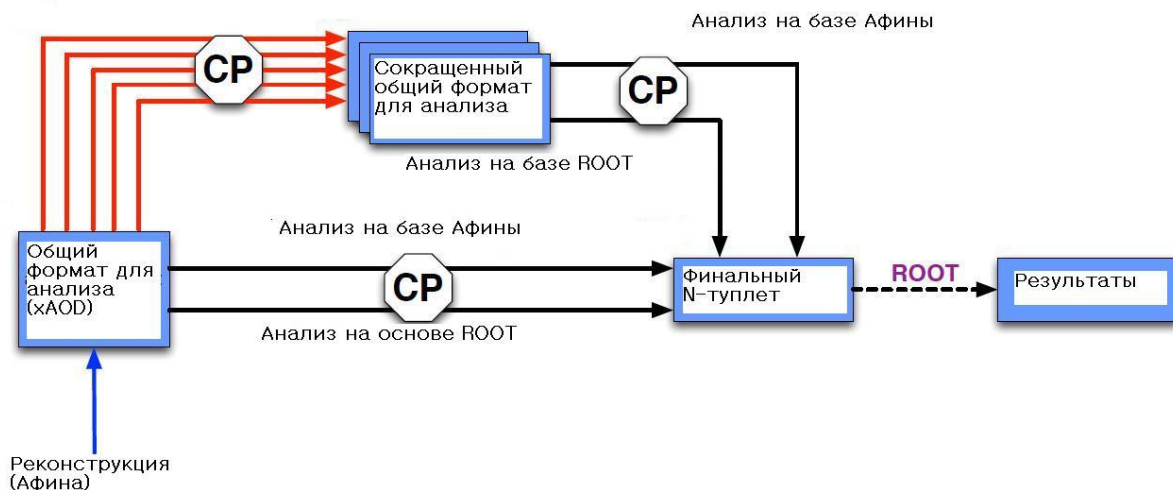 Анализ на базе Афины
CP
Сокращенный
общий формат
для анализа
CP
Анализ на базе ROOT
Анализ на базе Афины
Общий
формат для
анализа
(xAOD)
CP
Финальный
N-туплет
ROOT
Результаты
Анализ на основе ROOT
Реконструкция
(Афина)